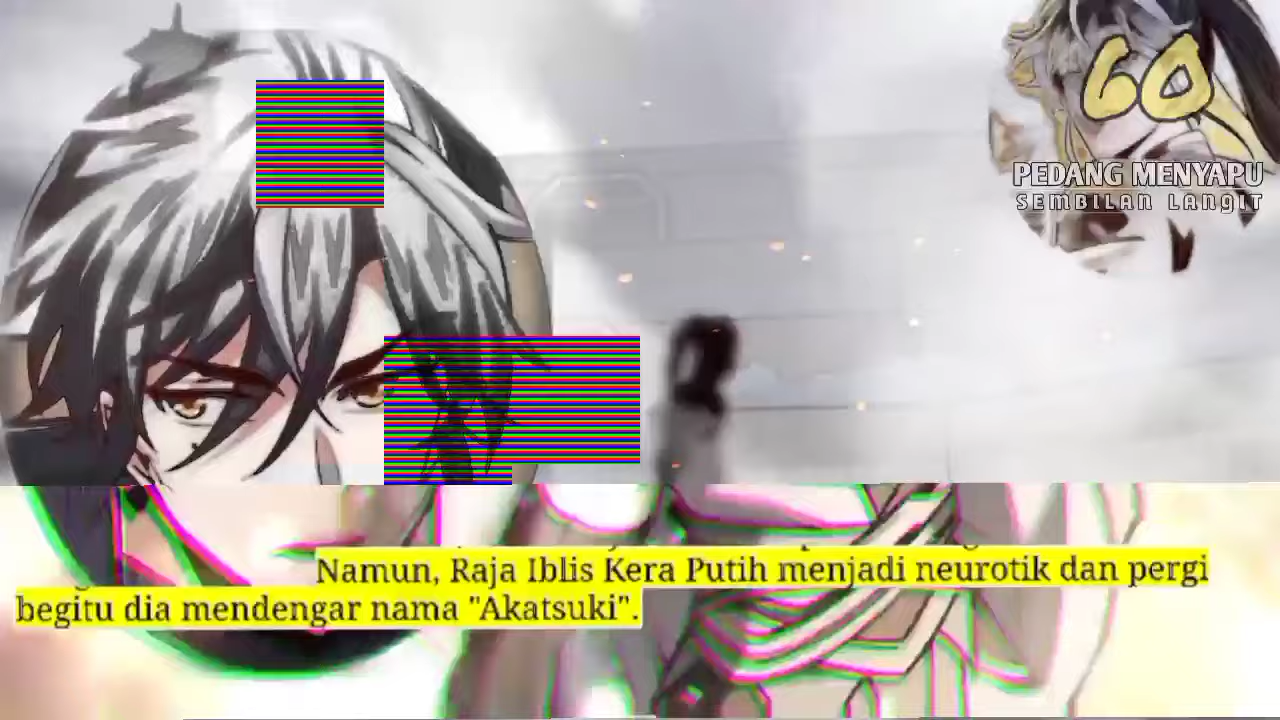 60
PEDANG MENYAPU
SEMBILAN LANGIT
Namun, Raja Iblis Kera Putih menjadi neurotik dan pergi
begitu dia mendengar nama "Akatsuki".